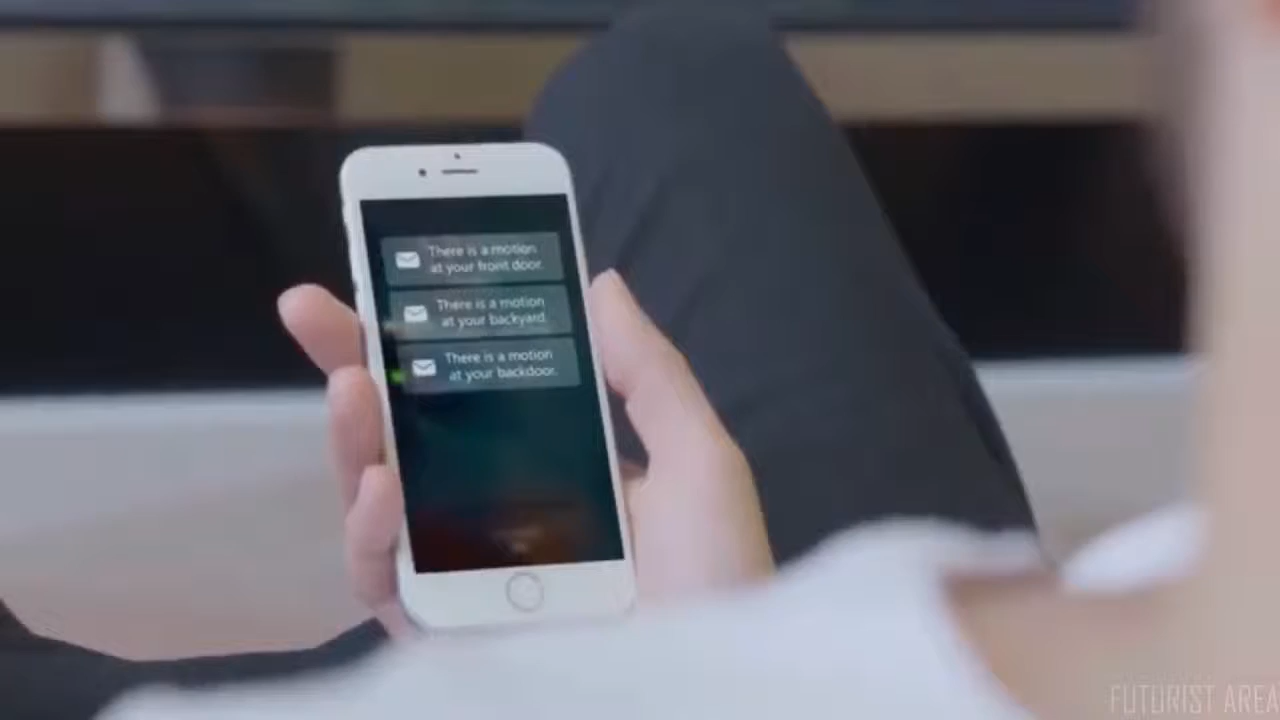 There is a motion
at your front door.
There is a motion
at your backyard.
There is a motion
at your backdoor.
FUTURIST AREA